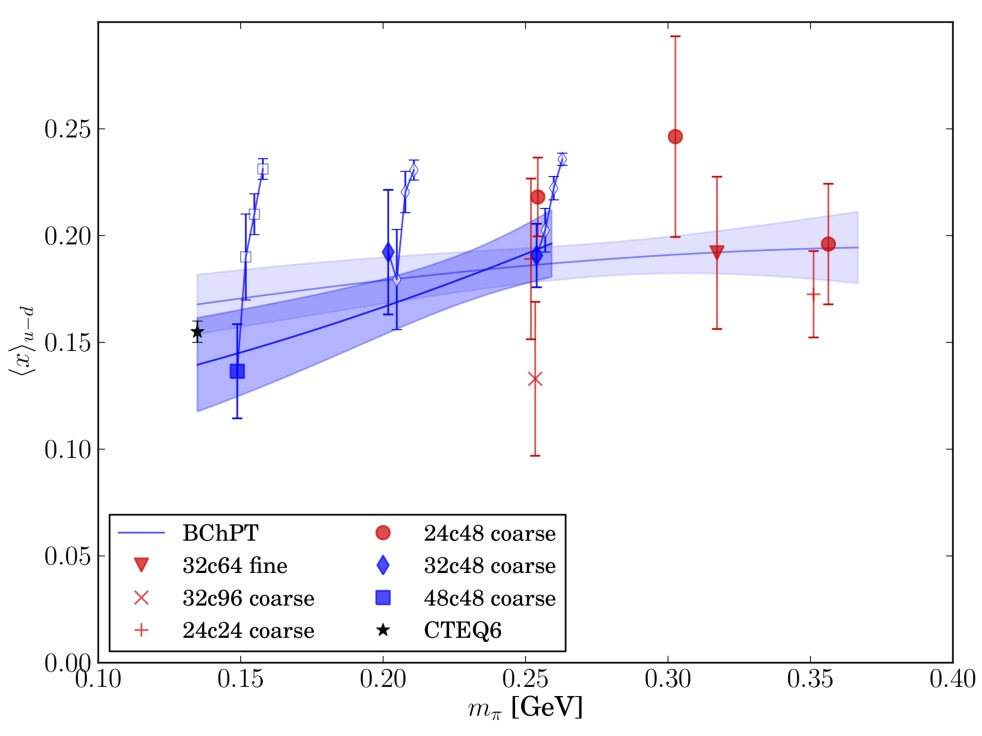 0.25
0.20
0.15
0.10
0.05
0.00
⟨x⟩u−d
BChPT
32c64 fine
32c96 coarse
24c24 coarse
24c48 coarse
32c48 coarse
48c48 coarse
CTEQ6
0.10 0.15 0.20 0.25 0.30 0.35 0.40
mπ [GeV]